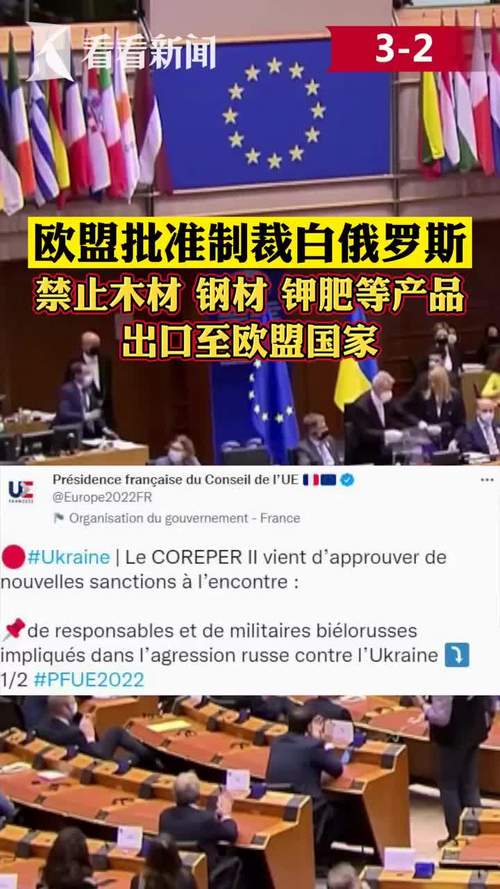 看看新闻
3-2
欧盟批准制裁白俄罗斯
禁止木材 钢材 钾肥等产品
出口至欧盟国家
UE
Présidence française du Conseil de l’UE
@Europe2022FR
Organisation du gouvernement - France
#Ukraine | Le COREPER II vient d’approuver de
nouvelles sanctions à l’encontre :
de responsables et de militaires biélorusses
impliqués dans l’agression russe contre l’Ukraine
1/2 #PFUE2022